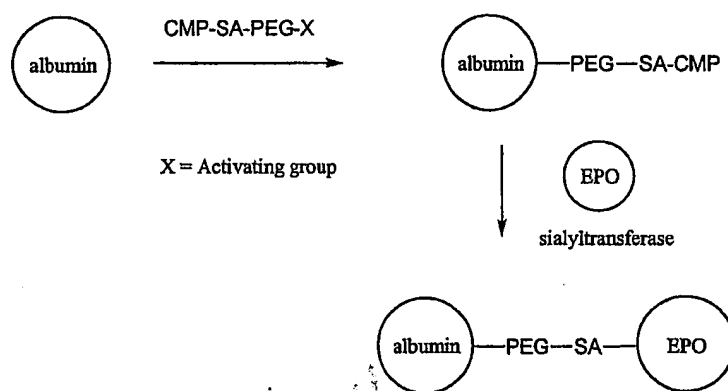 CMP-SA-PEG-X
albumin
albumin—PEG—SA-CMP
X = Activating group
EPO
sialyltransferase
albumin—PEG—SA—EPO